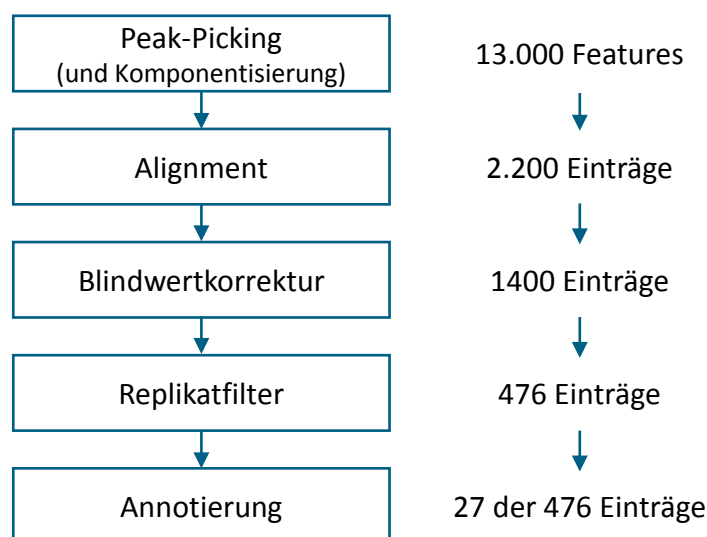 Peak-Picking
(und Komponentisierung)
13.000 Features
Alignment
2.200 Einträge
Blindwertkorrektur
1400 Einträge
Replikatfilter
476 Einträge
Annotierung
27 der 476 Einträge